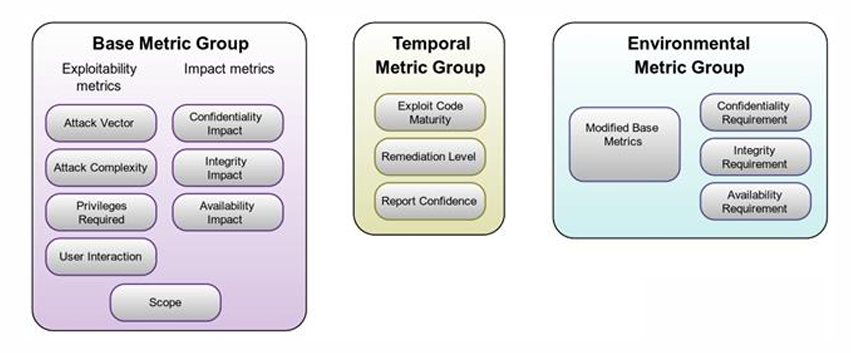 Base Metric Group
Exploitability
metrics
Impact metrics
Attack Vector
Attack Complexity
Privileges
Required
User Interaction
Confidentiality
Impact
Integrity
Impact
Availability
Impact
Scope
Temporal
Metric Group
Exploit Code
Maturity
Remediation Level
Report Confidence
Environmental
Metric Group
Modified Base
Metrics
Confidentiality
Requirement
Integrity
Requirement
Availability
Requirement